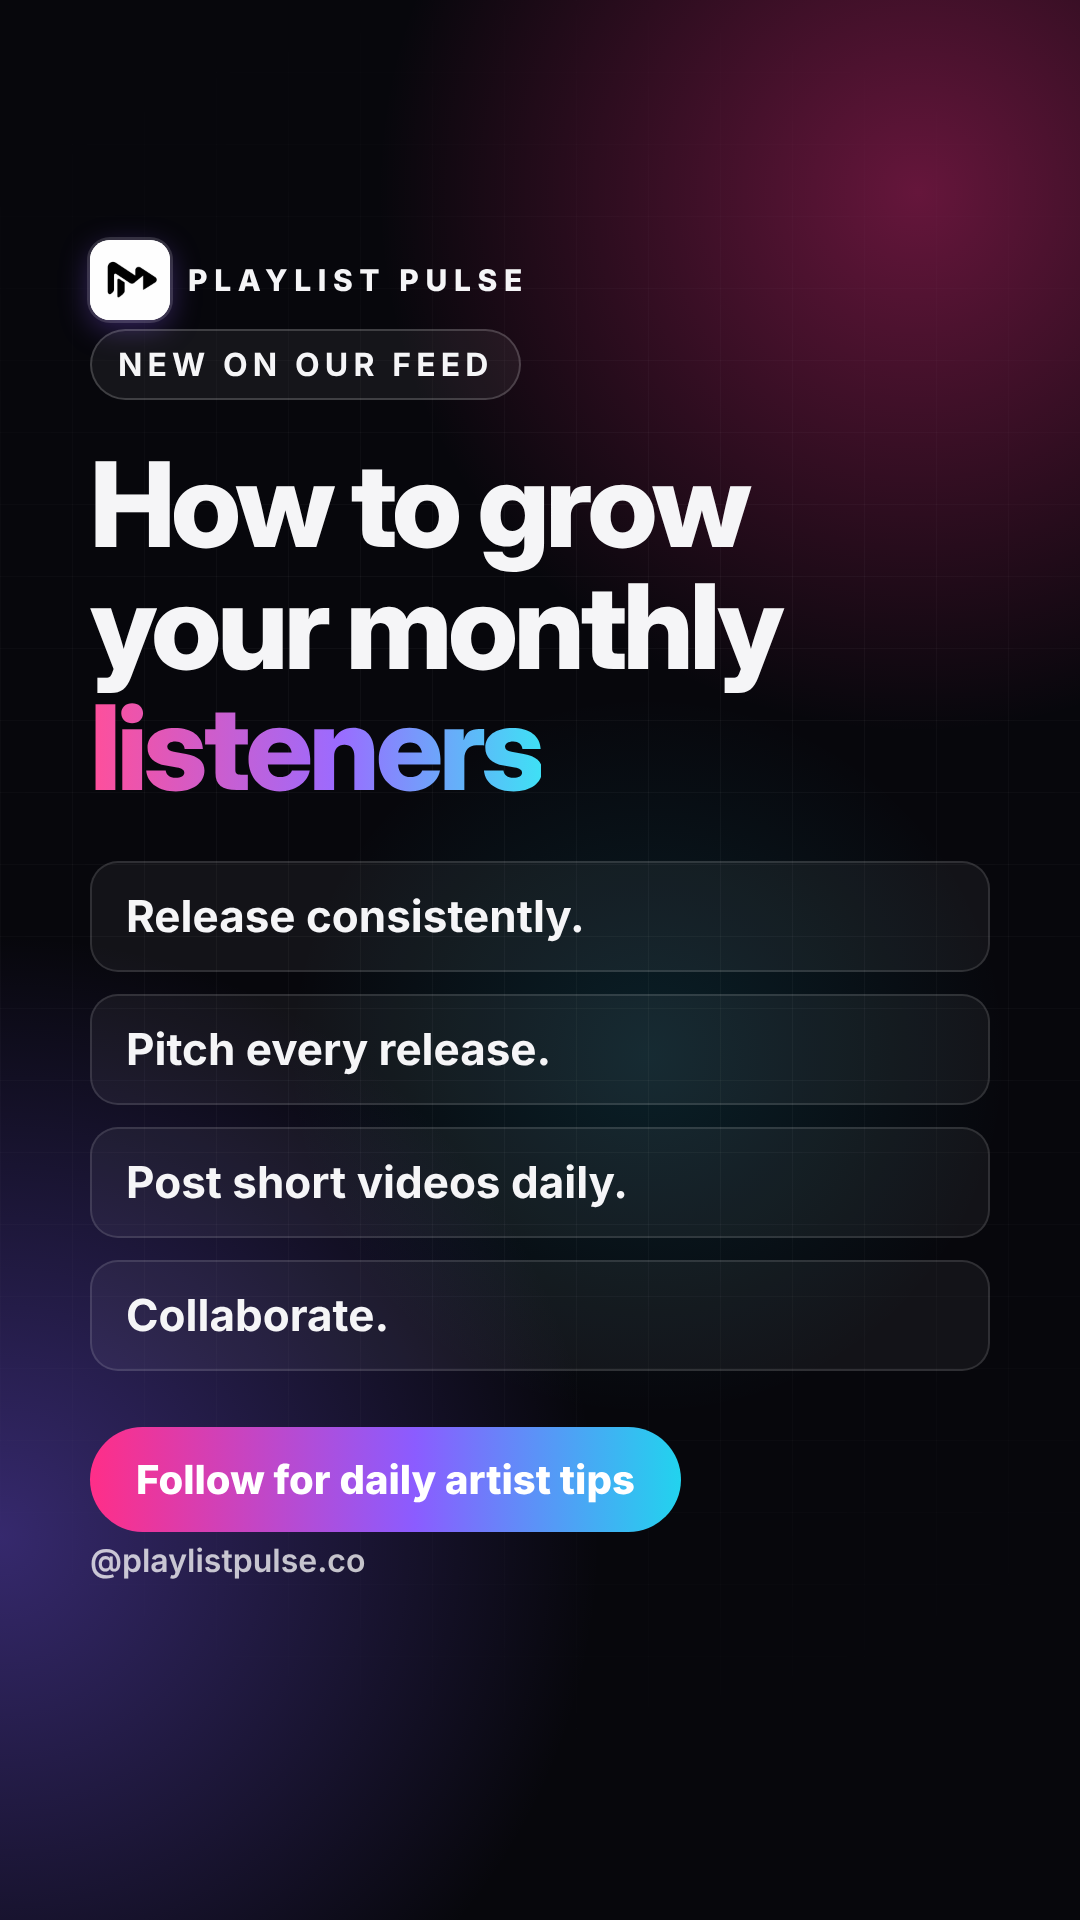 PLAYLIST PULSE
NEW ON OUR FEED
How to grow
your monthly
listeners
Release consistently.
Pitch every release.
Post short videos daily.
Collaborate.
Follow for daily artist tips
@playlistpulse.co